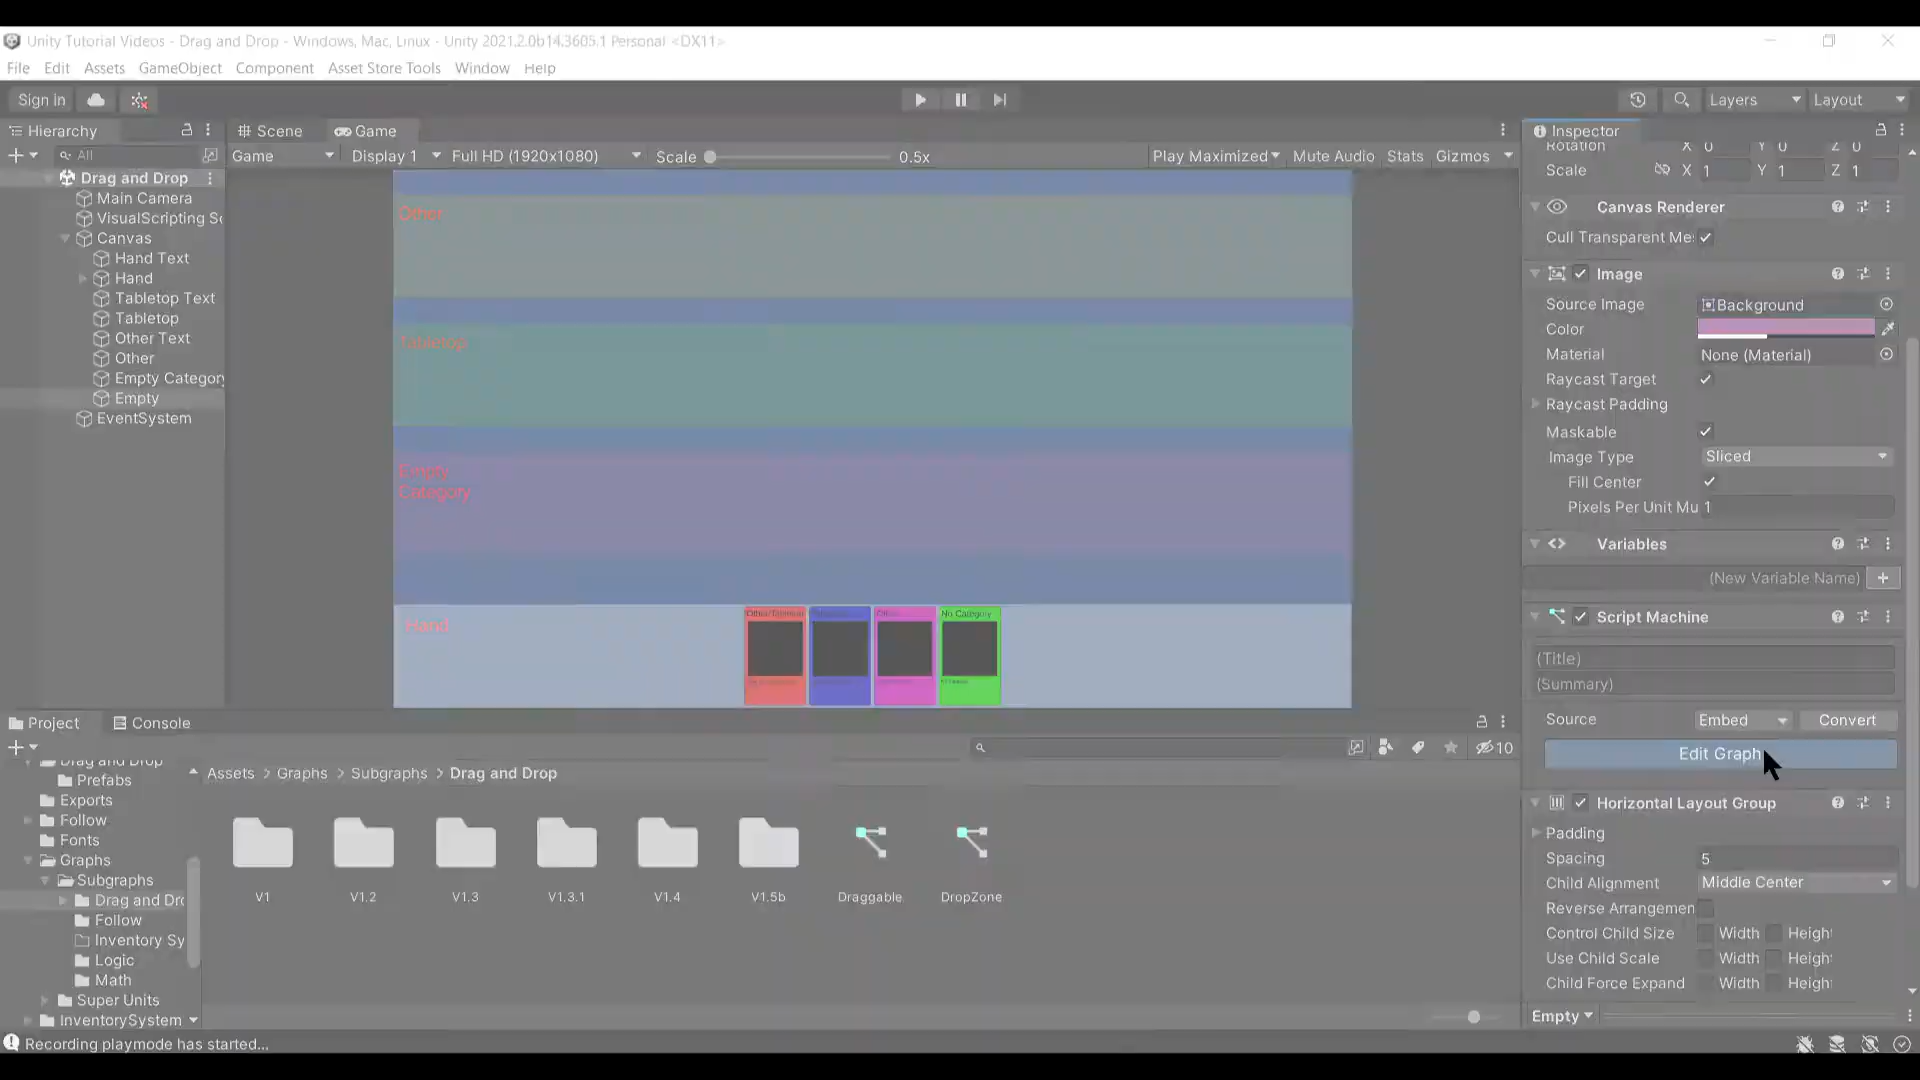 Unity Tutorial Videos - Drag and Drop - Windows, Mac, Linux - Unity 2021.2.0b14.3605.1 Personal <DX11>
File Edit Assets GameObject Component Asset Store Tools Window Help
Sign In
Layers Layout
Hierarchy
All
Drag and Drop
Main Camera
VisualScripting Sc
Canvas
Hand Text
Hand
Tabletop Text
Tabletop
Other Text
Other
Empty Category
Empty
EventSystem
Scene Game
Game Display 1 Full HD (1920x1080) Scale 0.5x Play Maximized Mute Audio Stats Gizmos
Other
Tabletop
Empty
Category
Hand
No Category
Inspector
Rotation X 0 Y 0 Z 0
Scale X 1 Y 1 Z 1
Canvas Renderer
Cull Transparent Me
Image
Source Image Background
Color
Material None (Material)
Raycast Target
Raycast Padding
Maskable
Image Type Sliced
Fill Center
Pixels Per Unit Mu 1
Variables
(New Variable Name)
Script Machine
(Title)
(Summary)
Source Embed Convert
Edit Graph
Horizontal Layout Group
Padding
Spacing 5
Child Alignment Middle Center
Reverse Arrangemen
Control Child Size Width Height
Use Child Scale Width Height
Child Force Expand Width Height
Empty
Project Console
10
Drag and Drop
Prefabs
Exports
Follow
Fonts
Graphs
Subgraphs
Drag and Dro
Follow
Inventory Sy
Logic
Math
Super Units
InventorySystem
Assets > Graphs > Subgraphs > Drag and Drop
V1 V1.2 V1.3 V1.3.1 V1.4 V1.5b Draggable DropZone
Recording playmode has started...